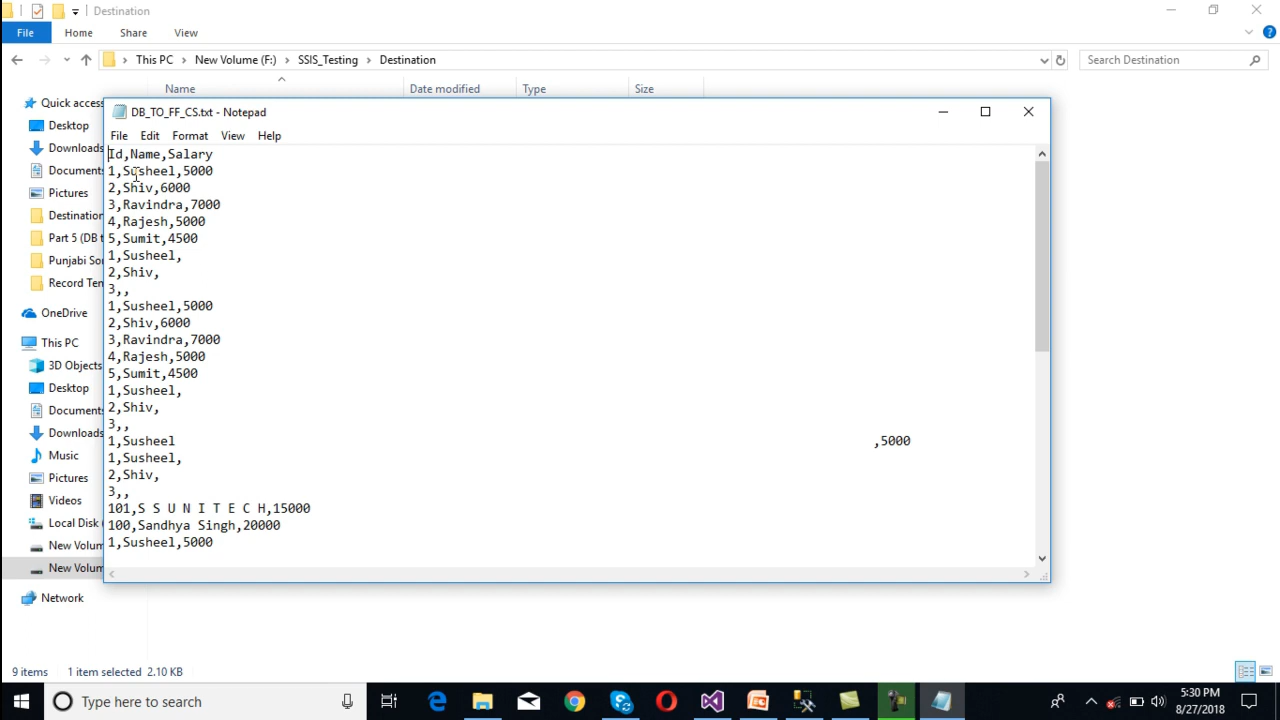 Destination
File Home Share View
This PC New Volume (F:) SSIS_Testing Destination Search Destination
Name Date modified Type Size
Quick access
Desktop
Downloads
Documents
Pictures
Destination
Part 5 (DB t
Punjabi Son
Record Tem
OneDrive
This PC
3D Objects
Desktop
Documents
Downloads
Music
Pictures
Videos
Local Disk (
New Volum
New Volum
Network
DB_TO_FF_CS.txt - Notepad
File Edit Format View Help
Id,Name,Salary
1,Susheel,5000
2,Shiv,6000
3,Ravindra,7000
4,Rajesh,5000
5,Sumit,4500
1,Susheel,
2,Shiv,
3,,
1,Susheel,5000
2,Shiv,6000
3,Ravindra,7000
4,Rajesh,5000
5,Sumit,4500
1,Susheel,
2,Shiv,
3,,
1,Susheel ,5000
1,Susheel,
2,Shiv,
3,,
101,S S U N I T E C H,15000
100,Sandhya Singh,20000
1,Susheel,5000
9 items 1 item selected 2.10 KB
Type here to search
5:30 PM
8/27/2018